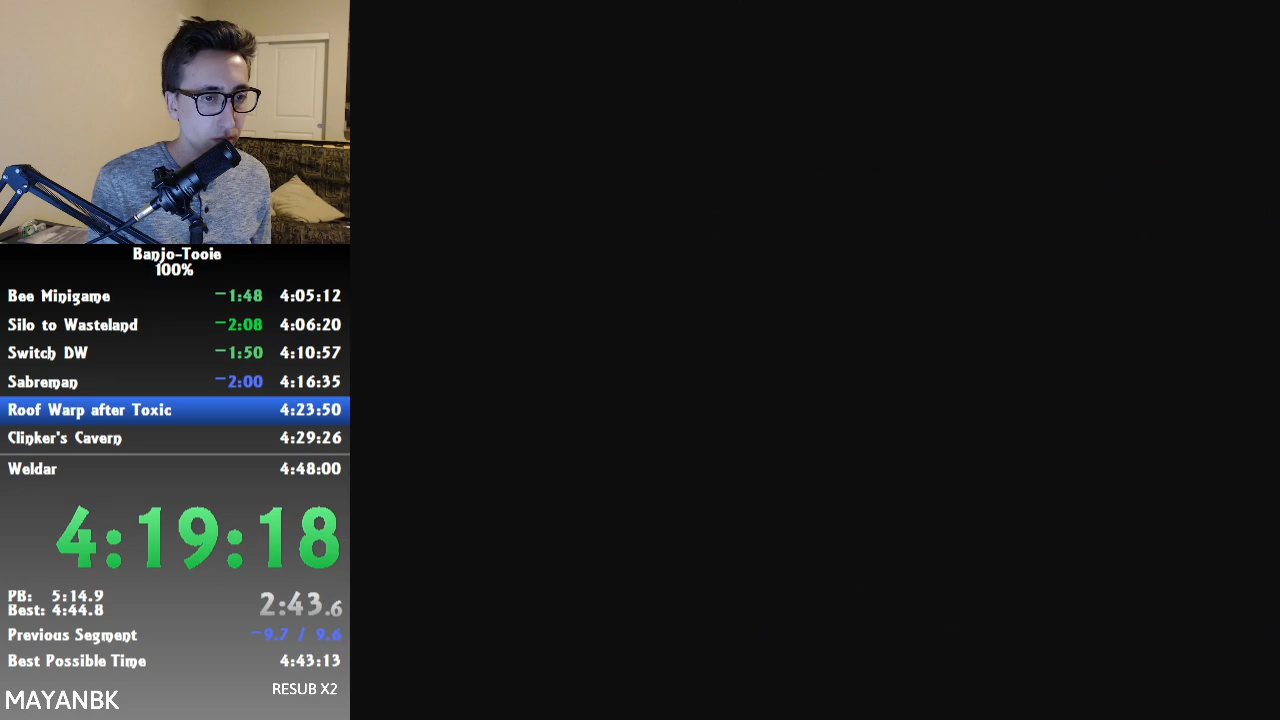 Banjo-Tooie
100%
Bee Minigame −1:48 4:05:12
Silo to Wasteland −2:08 4:06:20
Switch DW −1:50 4:10:57
Sabreman −2:00 4:16:35
Roof Warp after Toxic 4:23:50
Clinker's Cavern 4:29:26
Weldar 4:48:00
4:19:18
PB: 5:14.9
Best: 4:44.8
2:43.6
Previous Segment −9.7 / 9.6
Best Possible Time 4:43:13
MAYANBK RESUB X2